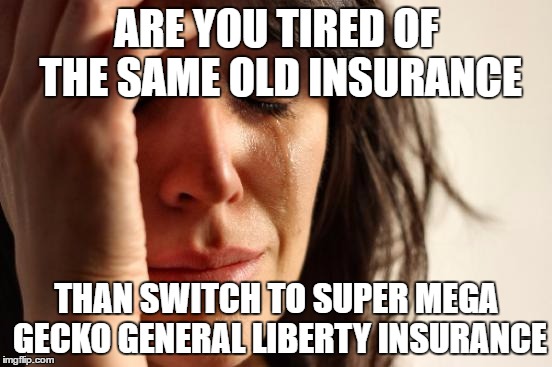 ARE YOU TIRED OF
THE SAME OLD INSURANCE
THAN SWITCH TO SUPER MEGA
GECKO GENERAL LIBERTY INSURANCE
imgflip.com